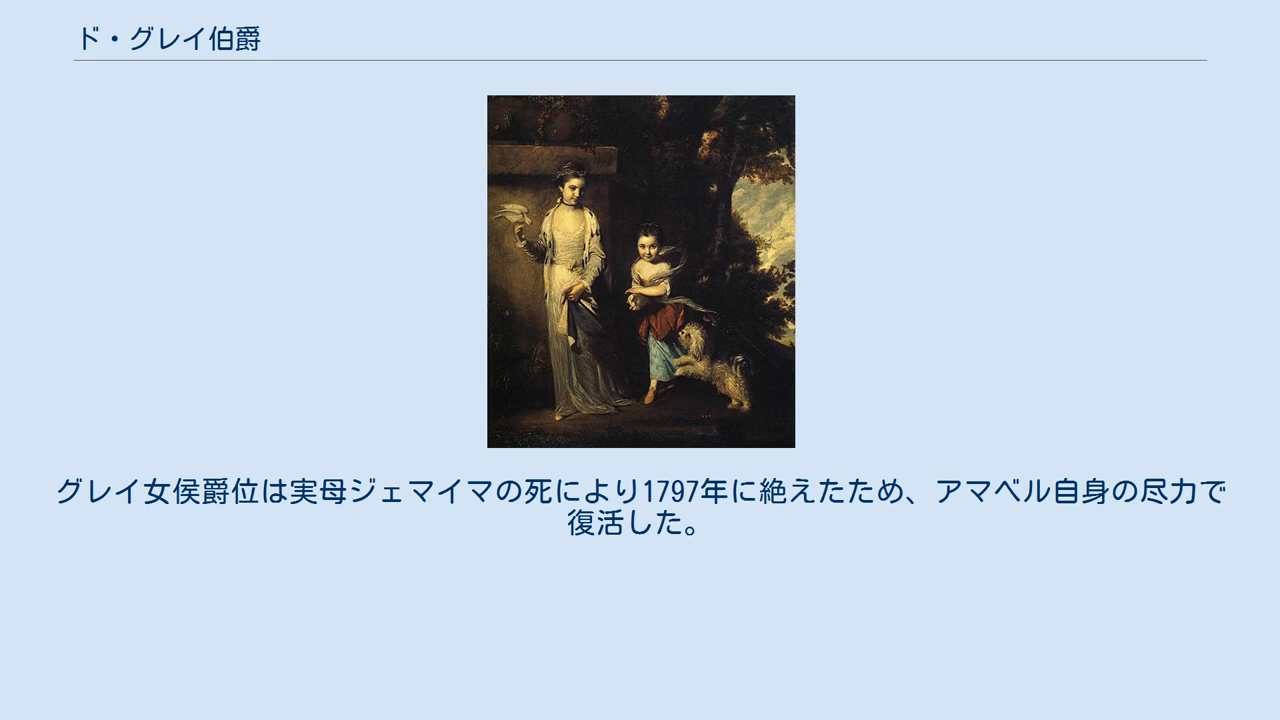 ド・グレイ伯爵
グレイ女侯爵位は実母ジェマイマの死により1797年に絶えたため、アマベル自身の尽力で
復活した。